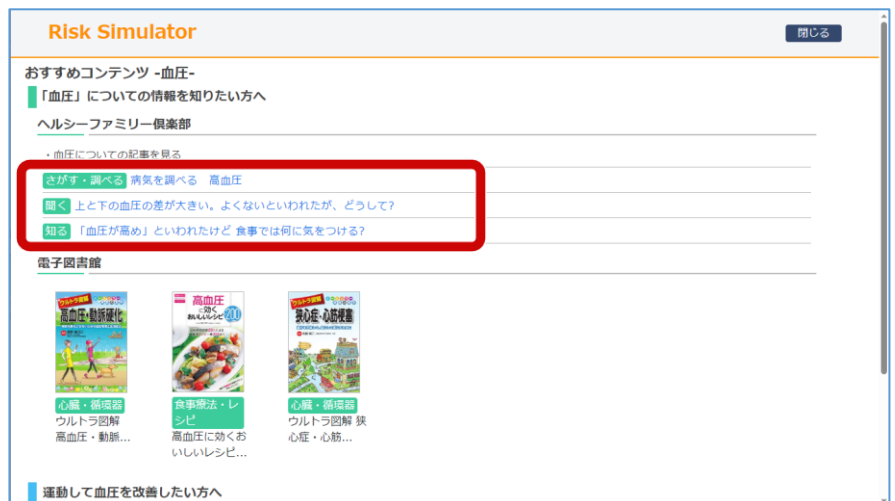 Risk Simulator
閉じる
おすすめコンテンツ -血圧-
「血圧」についての情報を知りたい方へ
ヘルシーファミリー倶楽部
・血圧についての記事を見る
さがす・調べる 病気を調べる 高血圧
聞く 上と下の血圧の差が大きい。よくないといわれたが、どうして?
知る 「血圧が高め」といわれたけど 食事では何に気をつける?
電子図書館
ウルトラ図解
高血圧・動脈硬化
高血圧
に効く
おいしいレシピ
200
ウルトラ図解
狭心症・心筋梗塞
心臓・循環器
ウルトラ図解
高血圧・動脈...
食事療法・レ
シピ
高血圧に効くお
いしいレシピ...
心臓・循環器
ウルトラ図解 狭
心症・心筋...
運動して血圧を改善したい方へ